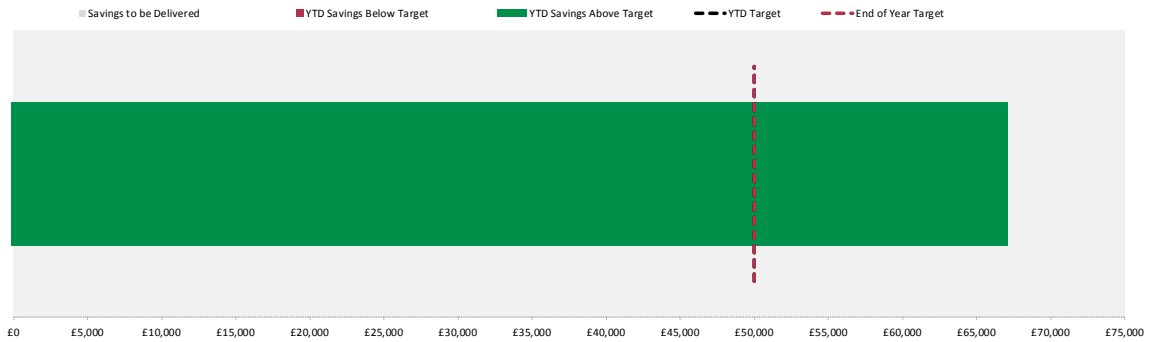 Savings to be Delivered YTD Savings Below Target YTD Savings Above Target YTD Target End of Year Target
£0 £5,000 £10,000 £15,000 £20,000 £25,000 £30,000 £35,000 £40,000 £45,000 £50,000 £55,000 £60,000 £65,000 £70,000 £75,000